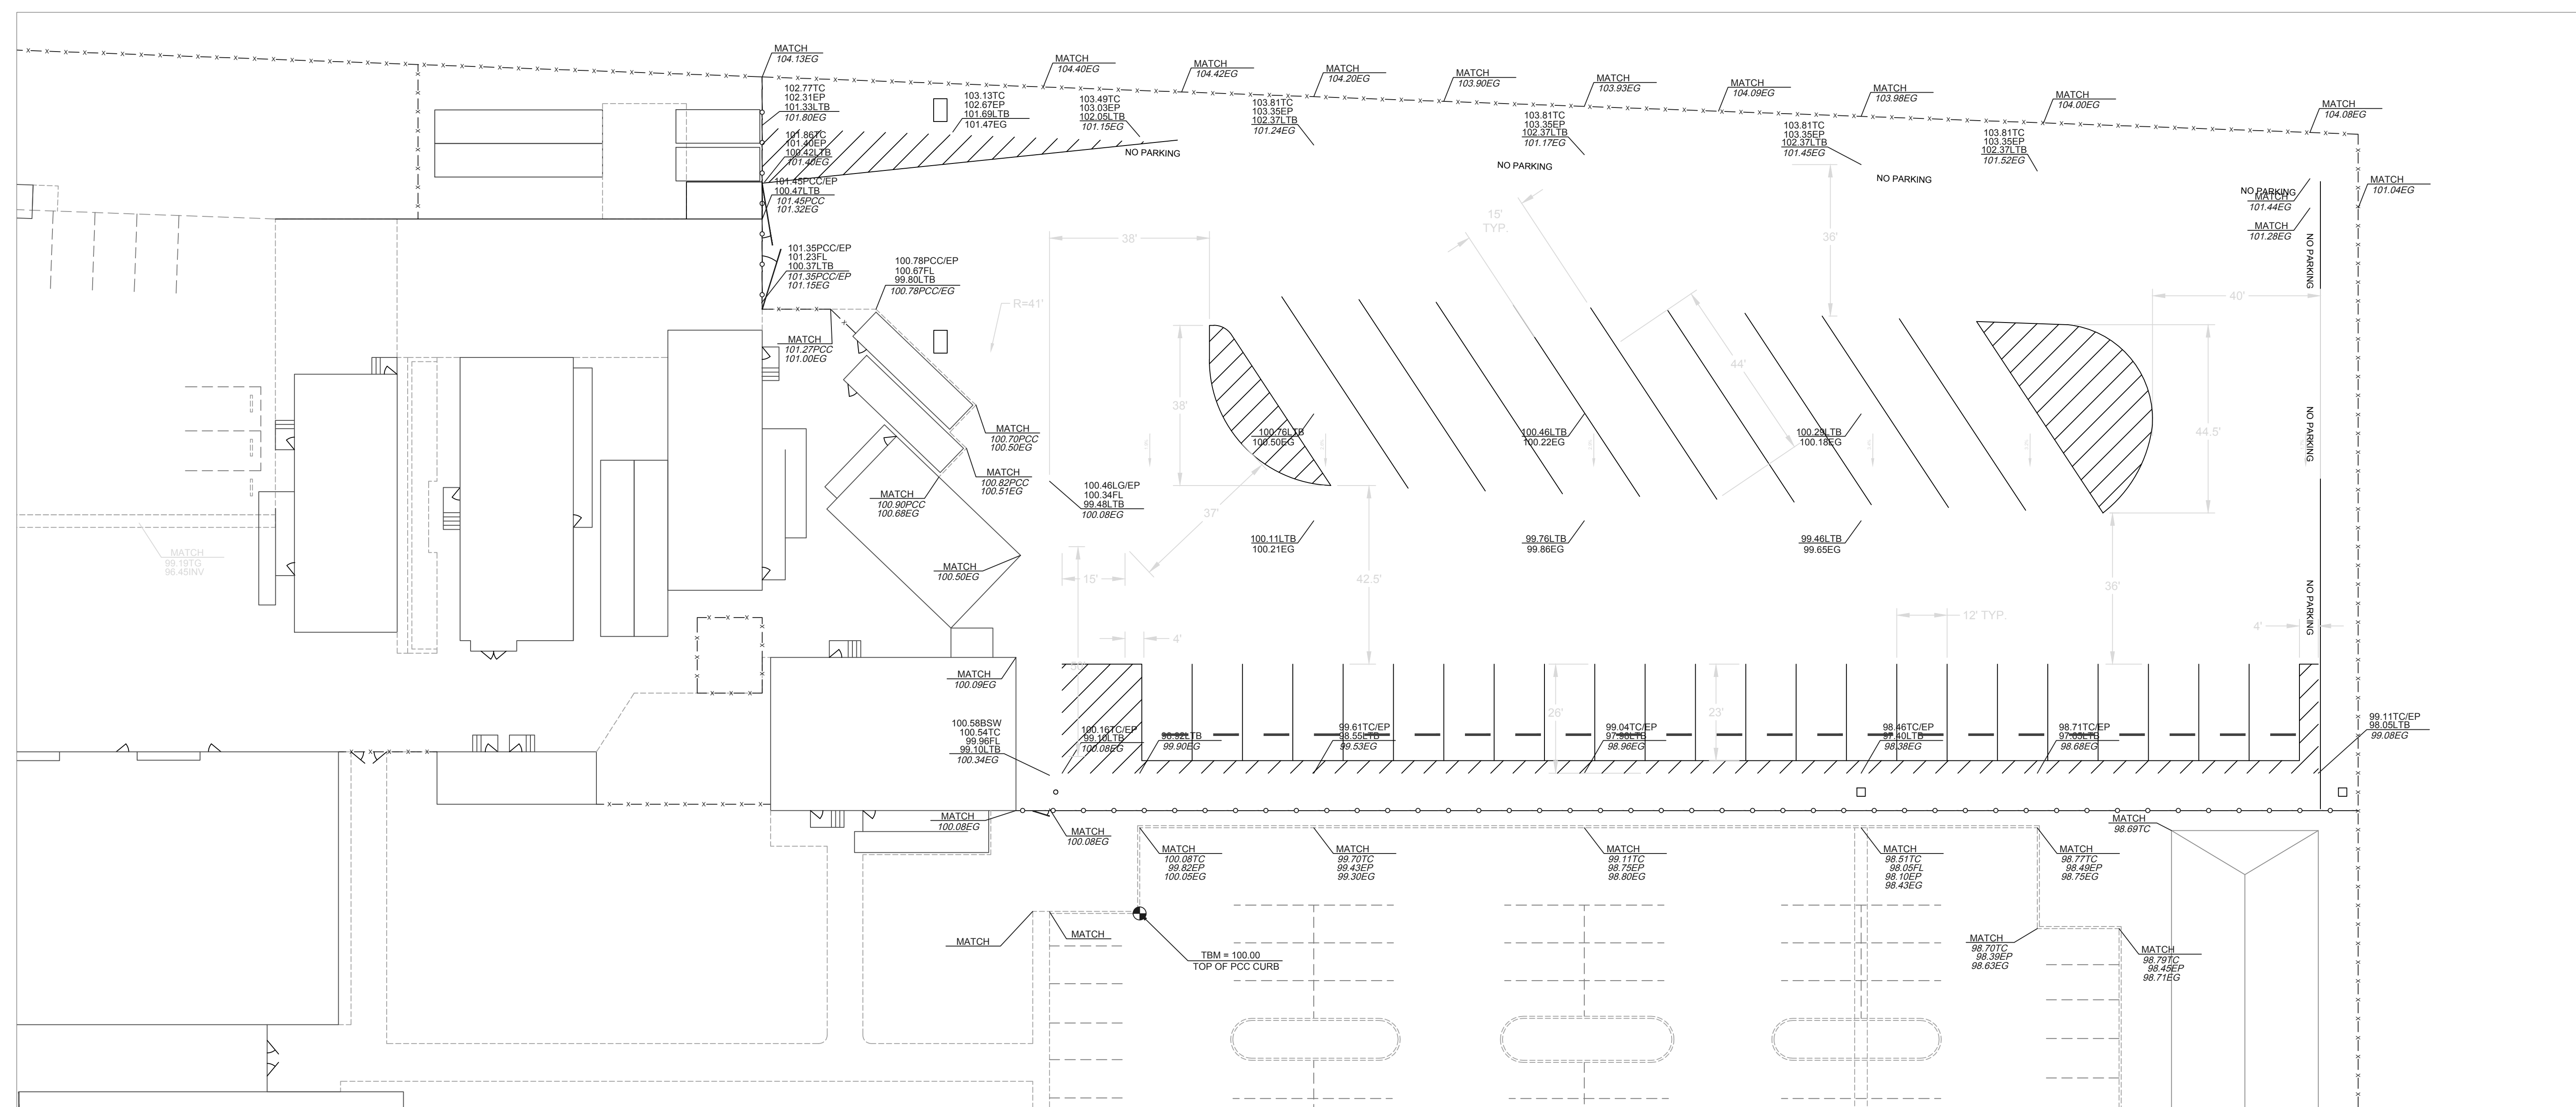 MATCH
104.13EG
MATCH
104.40EG
MATCH
104.42EG
MATCH
104.20EG
MATCH
103.90EG
MATCH
103.93EG
MATCH
104.09EG
MATCH
103.98EG
MATCH
104.00EG
MATCH
104.08EG
102.77TC
102.31EP
101.33LTB
101.80EG
103.13TC
102.67EP
101.69LTB
101.47EG
103.49TC
103.03EP
102.05LTB
101.15EG
103.81TC
103.35EP
102.37LTB
101.24EG
103.81TC
103.35EP
102.37LTB
101.17EG
103.81TC
103.35EP
102.37LTB
101.45EG
103.81TC
103.35EP
102.37LTB
101.52EG
101.86TC
101.40EP
100.42LTB
101.40EG
NO PARKING
NO PARKING
NO PARKING
NO PARKING
MATCH
101.44EG
MATCH
101.04EG
MATCH
101.28EG
101.45PCC/EP
100.47LTB
101.45PCC
101.32EG
15'
TYP.
38'
36'
101.35PCC/EP
101.23FL
100.37LTB
101.35PCC/EP
101.15EG
100.78PCC/EP
100.67FL
99.80LTB
100.78PCC/EG
R=41'
NO PARKING
40'
MATCH
101.27PCC
101.00EG
44'
38'
MATCH
100.70PCC
100.50EG
100.76LTB
100.50EG
100.46LTB
100.22EG
100.29LTB
100.18EG
44.5'
NO PARKING
MATCH
100.82PCC
100.51EG
MATCH
100.90PCC
100.68EG
100.46LG/EP
100.34FL
99.48LTB
100.08EG
37'
MATCH
99.19TG
96.45INV
100.11LTB
100.21EG
99.76LTB
99.86EG
99.46LTB
99.65EG
MATCH
100.50EG
15'
42.5'
36'
NO PARKING
12' TYP.
4'
4'
MATCH
100.09EG
26'
23'
100.58BSW
100.54TC
99.96FL
99.10LTB
100.34EG
100.16TC/EP
99.10LTB
100.08EG
98.92LTB
99.90EG
99.61TC/EP
98.55LTB
99.53EG
99.04TC/EP
97.98LTB
98.96EG
98.46TC/EP
97.40LTB
98.38EG
98.71TC/EP
97.65LTB
98.68EG
99.11TC/EP
98.05LTB
99.08EG
MATCH
100.08EG
MATCH
100.08EG
MATCH
98.69TC
MATCH
100.08TC
99.82EP
100.05EG
MATCH
99.70TC
99.43EP
99.30EG
MATCH
99.11TC
98.75EP
98.80EG
MATCH
98.51TC
98.05FL
98.10EP
98.43EG
MATCH
98.77TC
98.49EP
98.75EG
MATCH
MATCH
TBM = 100.00
TOP OF PCC CURB
MATCH
98.70TC
98.39EP
98.63EG
MATCH
98.79TC
98.45EP
98.71EG